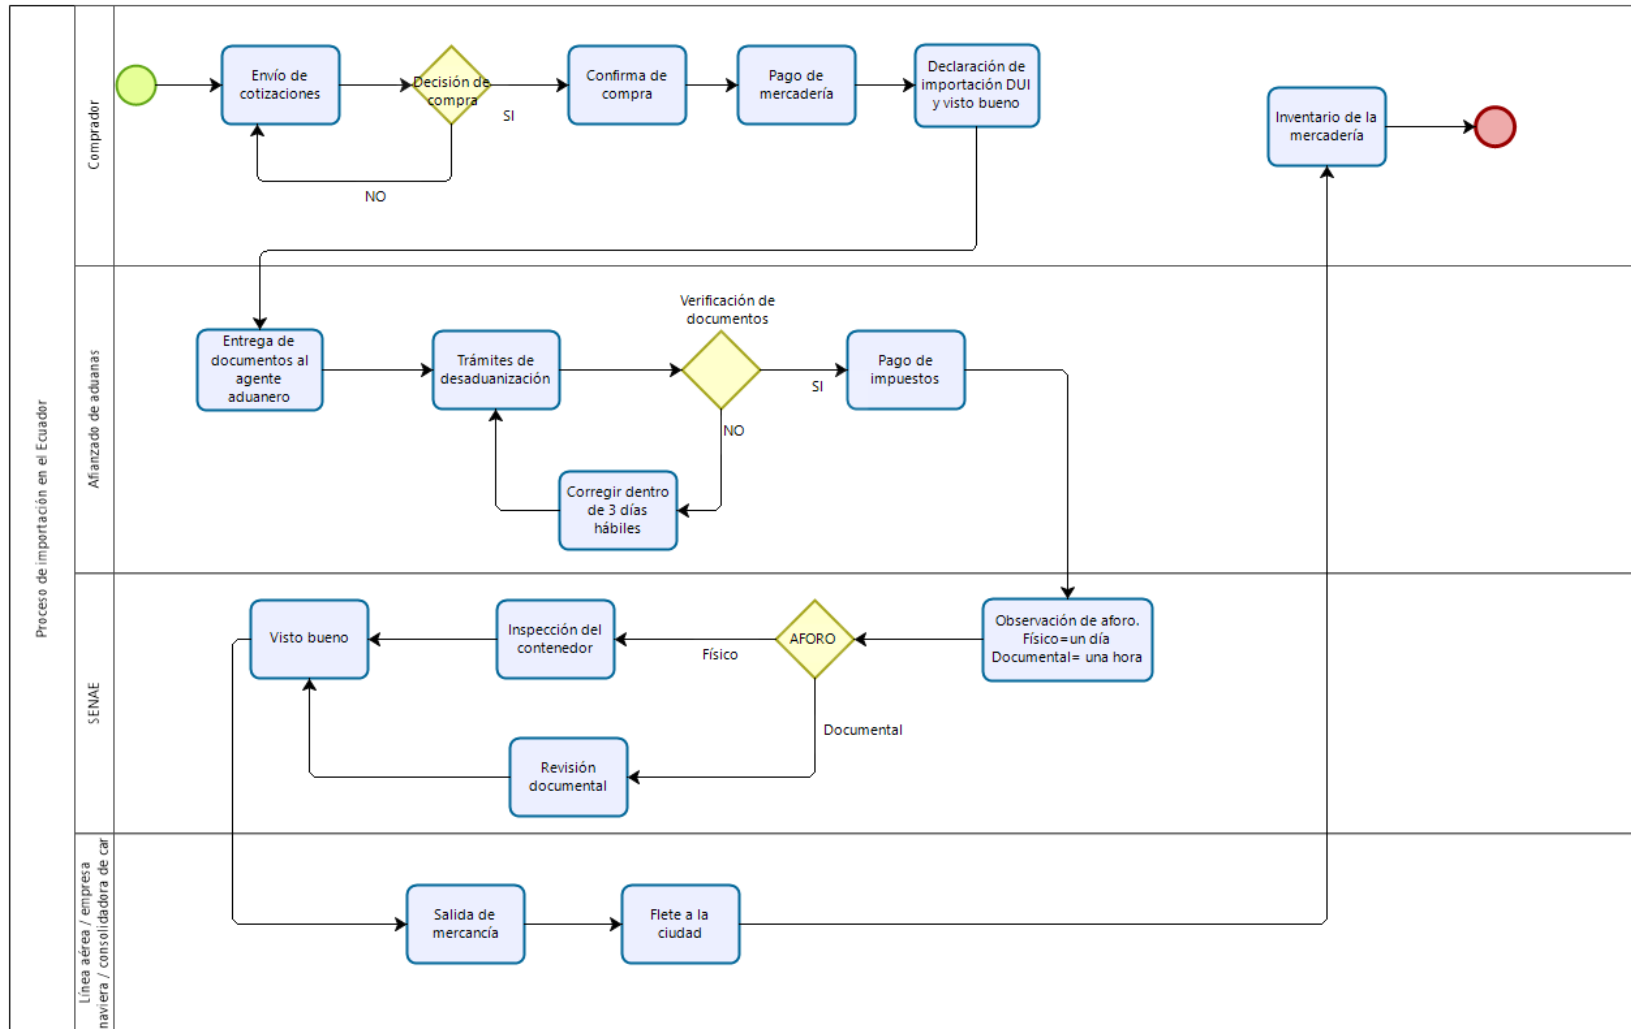 Proceso de importación en el Ecuador
Comprador
Envío de
cotizaciones
Decisión de
compra
SI
NO
Confirma de
compra
Pago de
mercadería
Declaración de
importación DUI
y visto bueno
Inventario de la
mercadería
Afianzado de aduanas
Entrega de
documentos al
agente
aduanero
Trámites de
desaduanización
Verificación de
documentos
SI
NO
Corregir dentro
de 3 días
hábiles
Pago de
impuestos
SENAE
Visto bueno
Inspección del
contenedor
Físico
AFORO
Observación de aforo.
Físico=un día
Documental= una hora
Documental
Revisión
documental
Línea aérea / empresa
naviera / consolidadora de car
Salida de
mercancía
Flete a la
ciudad